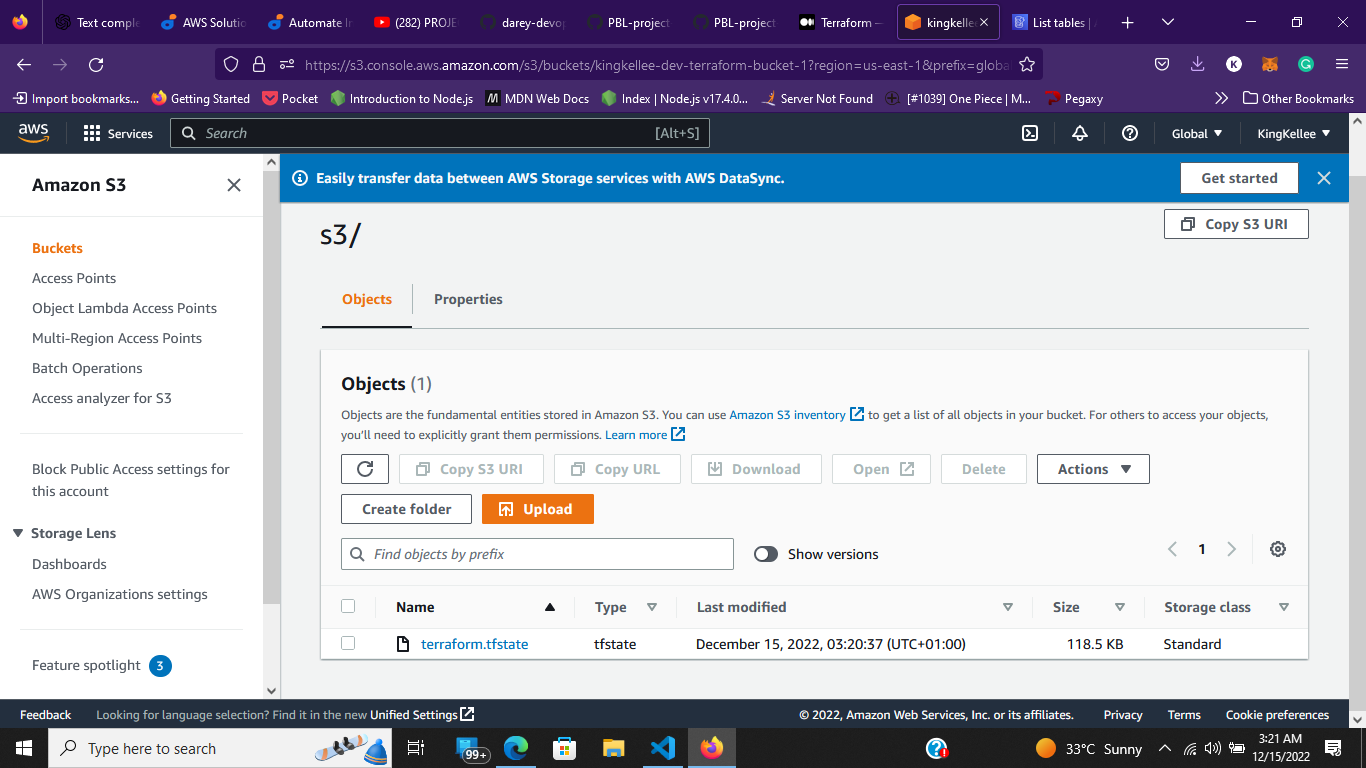 Text comple
AWS Solutio
Automate In
(282) PROJE
darey-devop
PBL-project
PBL-project
Terraform —
kingkellee
List tables |
https://s3.console.aws.amazon.com/s3/buckets/kingkellee-dev-terraform-bucket-1?region=us-east-1&prefix=globa
K
Import bookmarks...
Getting Started
Pocket
Introduction to Node.js
M MDN Web Docs
Index | Node.js v17.4.0...
Server Not Found
[#1039] One Piece | M...
Pegaxy
Other Bookmarks
aws
Services
Search
[Alt+S]
Global
KingKellee
Amazon S3
Buckets
Access Points
Object Lambda Access Points
Multi-Region Access Points
Batch Operations
Access analyzer for S3
Block Public Access settings for
this account
Storage Lens
Dashboards
AWS Organizations settings
Feature spotlight 3
Easily transfer data between AWS Storage services with AWS DataSync.
Get started
s3/
Copy S3 URI
Objects
Properties
Objects (1)
Objects are the fundamental entities stored in Amazon S3. You can use Amazon S3 inventory to get a list of all objects in your bucket. For others to access your objects,
you'll need to explicitly grant them permissions. Learn more
Copy S3 URI
Copy URL
Download
Open
Delete
Actions
Create folder
Upload
Find objects by prefix
Show versions
1
Name
Type
Last modified
Size
Storage class
terraform.tfstate
tfstate
December 15, 2022, 03:20:37 (UTC+01:00)
118.5 KB
Standard
Feedback
Looking for language selection? Find it in the new Unified Settings
© 2022, Amazon Web Services, Inc. or its affiliates.
Privacy
Terms
Cookie preferences
Type here to search
99+
33°C Sunny
3:21 AM
12/15/2022